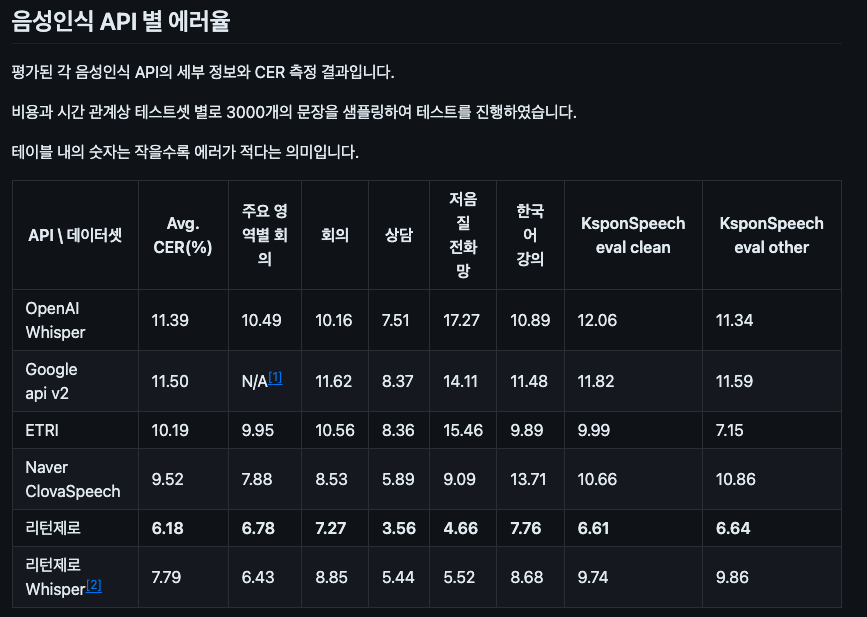 음성인식 API 별 에러율
평가된 각 음성인식 API의 세부 정보와 CER 측정 결과입니다.
비용과 시간 관계상 테스트셋 별로 3000개의 문장을 샘플링하여 테스트를 진행하였습니다.
테이블 내의 숫자는 작을수록 에러가 적다는 의미입니다.
API \ 데이터셋
Avg.
CER(%)
주요 영
역별 회
의
회의
상담
저음
질
전화
망
한국
어
강의
KsponSpeech
eval clean
KsponSpeech
eval other
OpenAI
Whisper
11.39
10.49
10.16
7.51
17.27
10.89
12.06
11.34
Google
api v2
11.50
N/A[1]
11.62
8.37
14.11
11.48
11.82
11.59
ETRI
10.19
9.95
10.56
8.36
15.46
9.89
9.99
7.15
Naver
ClovaSpeech
9.52
7.88
8.53
5.89
9.09
13.71
10.66
10.86
리턴제로
6.18
6.78
7.27
3.56
4.66
7.76
6.61
6.64
리턴제로
Whisper[2]
7.79
6.43
8.85
5.44
5.52
8.68
9.74
9.86